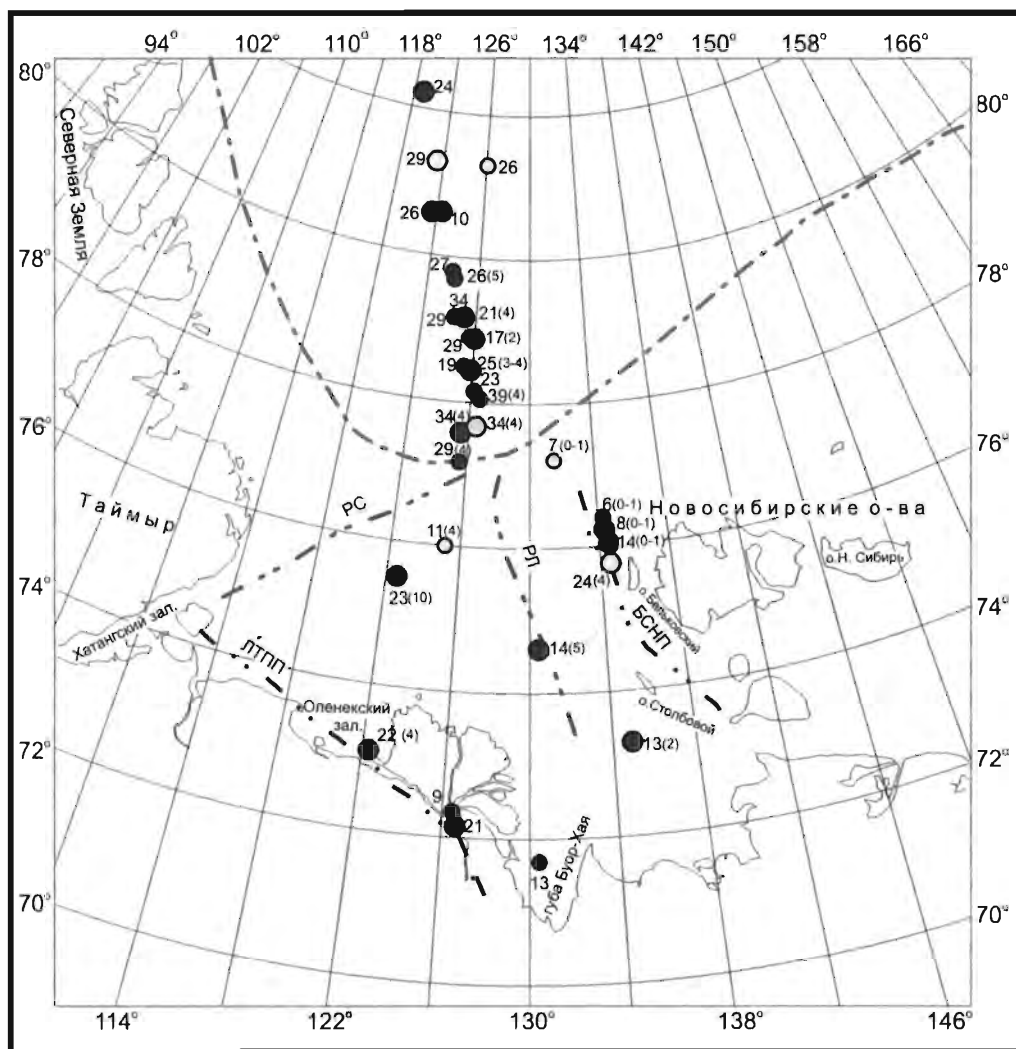 94° 102° 110° 118° 126° 134° 142° 150° 158° 166°
80°
80°
24
Северная Земля
29
26
26
10
78°
78°
27
26(5)
34
21(4)
29
17(2)
29
19
25(3-4)
23
39(4)
76°
76°
34(4)
34(4)
29(4)
7(0-1)
Таймыр
РС
6(0-1)
Новосибирские о-ва
8(0-1)
14(0-1)
11(4)
РЛ
о.Н. Сибирь
24(4)
23(10)
74°
74°
о.Бельковский
Хатангский зал.
БСНП
ЛТПП
14(5)
Оленекский
зал.
о.Столбовой
22 (4)
13(2)
72°
72°
9
21
губа Буор-Хая
13
70°
70°
114° 122° 130° 138° 146°